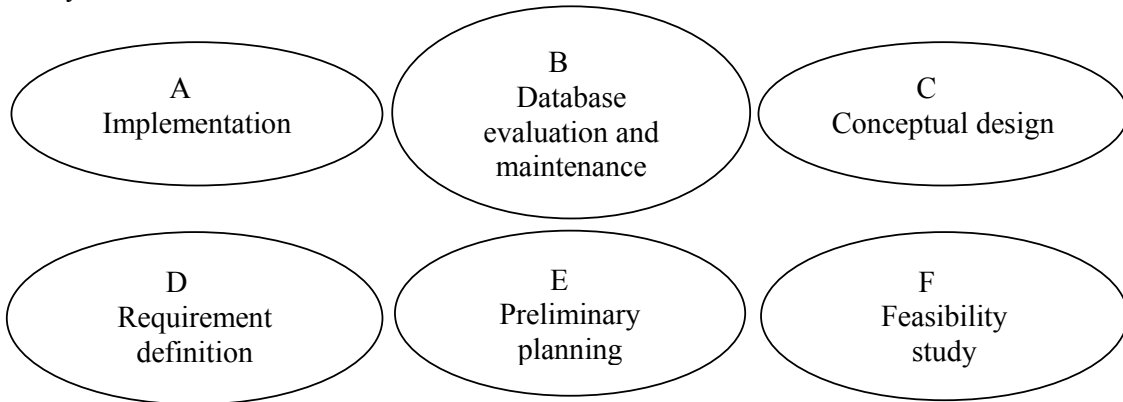 A
Implementation
B
Database
evaluation and
maintenance
C
Conceptual design
D
Requirement
definition
E
Preliminary
planning
F
Feasibility
study